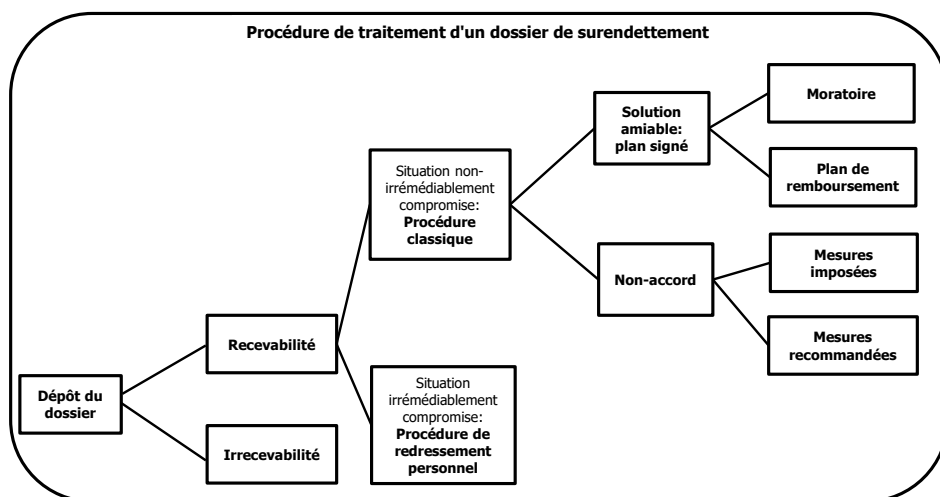 Procédure de traitement d'un dossier de surendettement
Dépôt du
dossier
Recevabilité
Irrecevabilité
Situation non-
irrémédiablement
compromise:
Procédure
classique
Situation
irrémédiablement
compromise:
Procédure de
redressement
personnel
Solution
amiable:
plan signé
Non-accord
Moratoire
Plan de
remboursement
Mesures
imposées
Mesures
recommandées